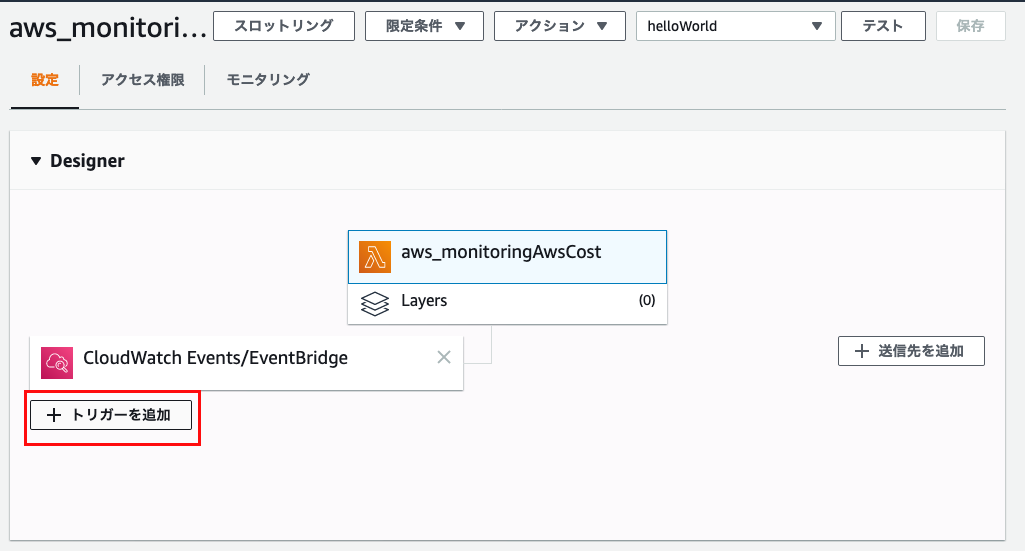 aws_monitori...
スロットリング
限定条件
アクション
helloWorld
テスト
保存
設定
アクセス権限
モニタリング
Designer
aws_monitoringAwsCost
Layers
(0)
CloudWatch Events/EventBridge
送信先を追加
トリガーを追加